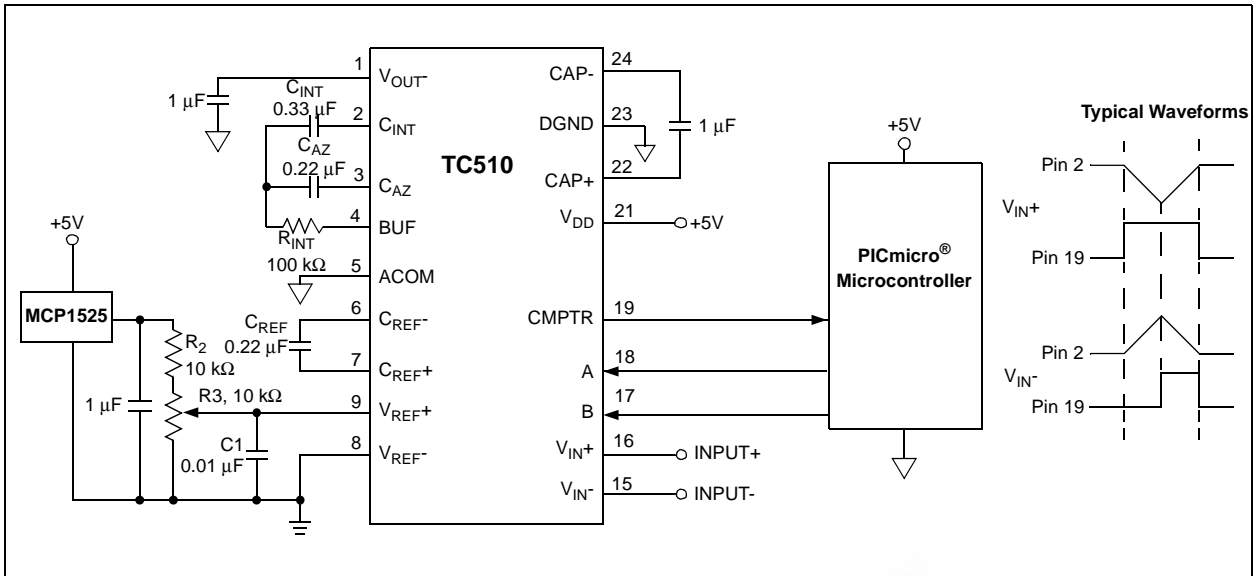 1
VOUT-
1 µF
CINT
0.33 µF
2
CINT
CAZ
0.22 µF
3
CAZ
4
BUF
RINT
100 kΩ
5
ACOM
+5V
MCP1525
R2
10 kΩ
R3, 10 kΩ
1 µF
CREF
0.22 µF
6
CREF-
7
CREF+
9
VREF+
C1
0.01 µF
8
VREF-
TC510
24
CAP-
23
DGND
1 µF
22
CAP+
21
VDD
+5V
19
CMPTR
18
A
17
B
16
VIN+
INPUT+
15
VIN-
INPUT-
+5V
PICmicro®
Microcontroller
Typical Waveforms
Pin 2
VIN+
Pin 19
Pin 2
VIN-
Pin 19